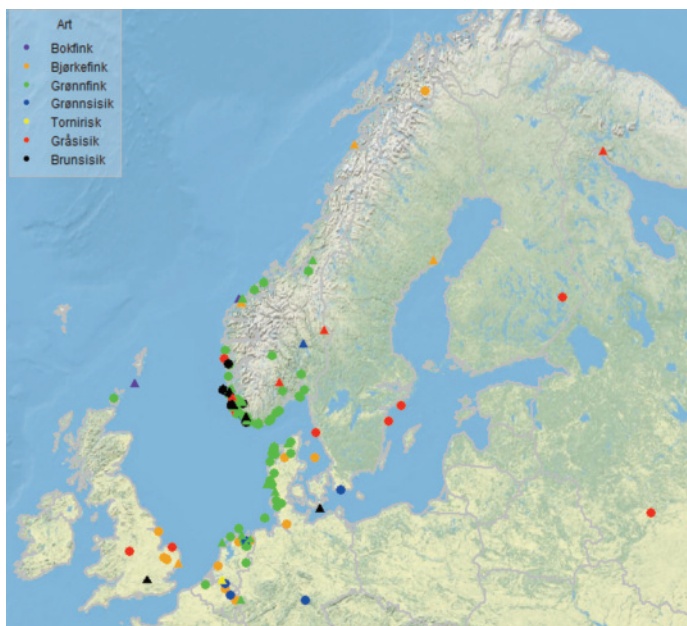 Art
Bokfink
Bjørkefink
Grønnfink
Grønnsisik
Tornirisk
Gråsisik
Brunsisik